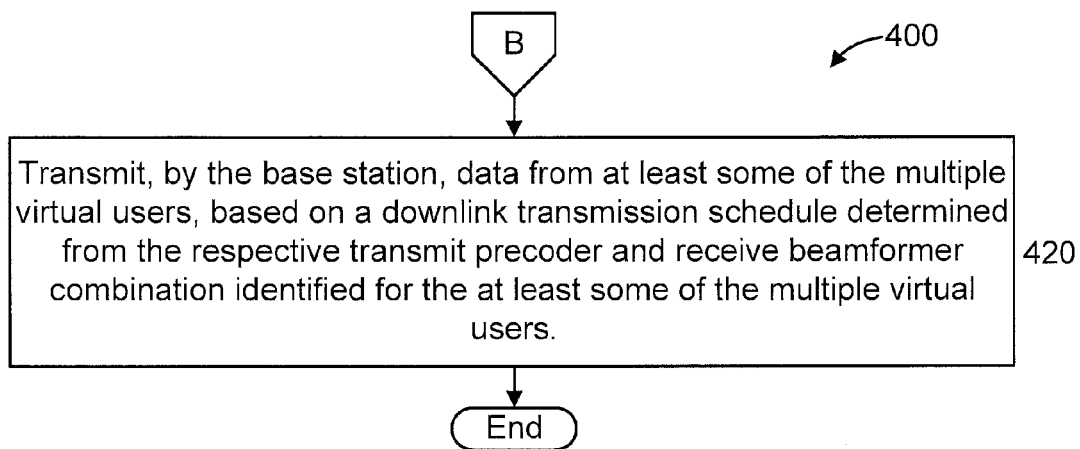 B
400
Transmit, by the base station, data from at least some of the multiple
virtual users, based on a downlink transmission schedule determined
from the respective transmit precoder and receive beamformer
combination identified for the at least some of the multiple virtual
users.
420
End